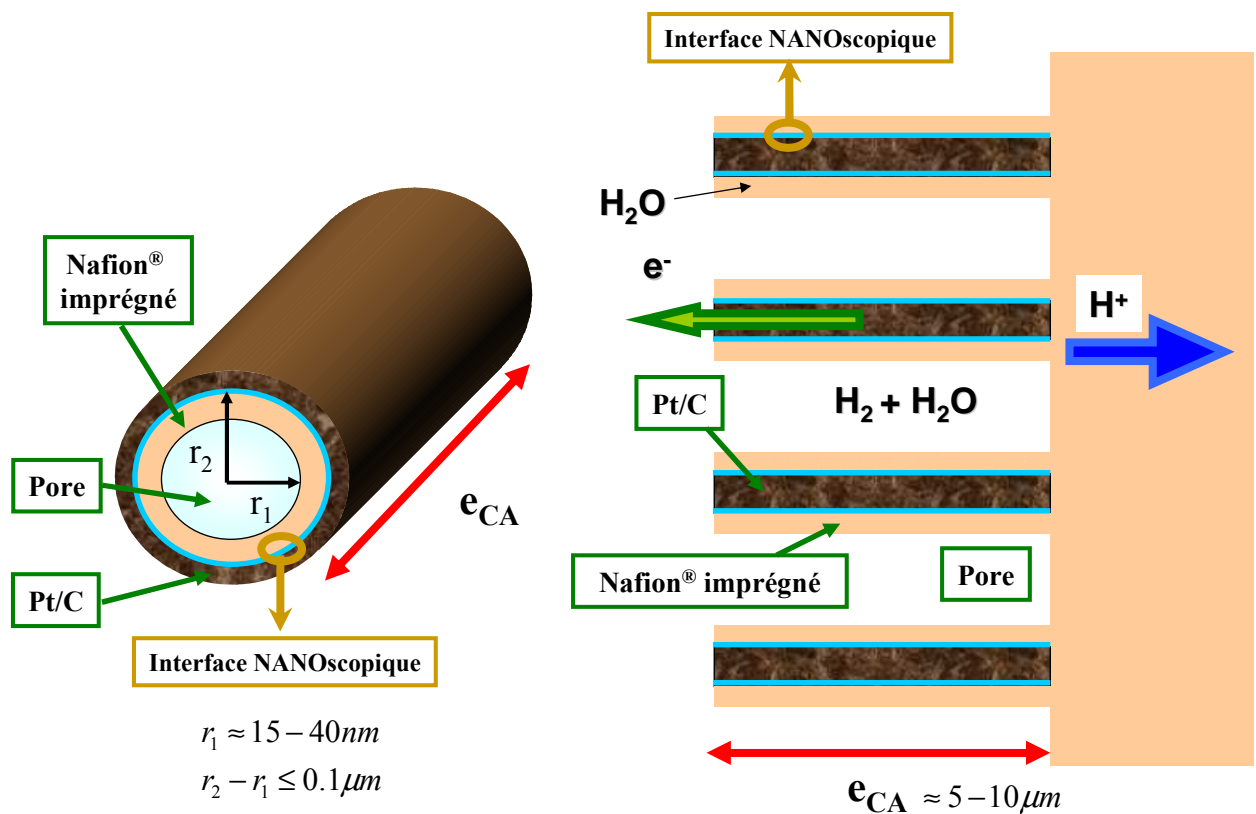 Nafion®
imprégné
r₂
r₁
Pore
Pt/C
e_CA
Interface NANOscopique
r₁ ≈ 15 − 40nm
r₂ − r₁ ≤ 0.1μm
Interface NANOscopique
H₂O
e⁻
H⁺
Pt/C
H₂ + H₂O
Nafion® imprégné
Pore
e_CA ≈ 5 − 10μm